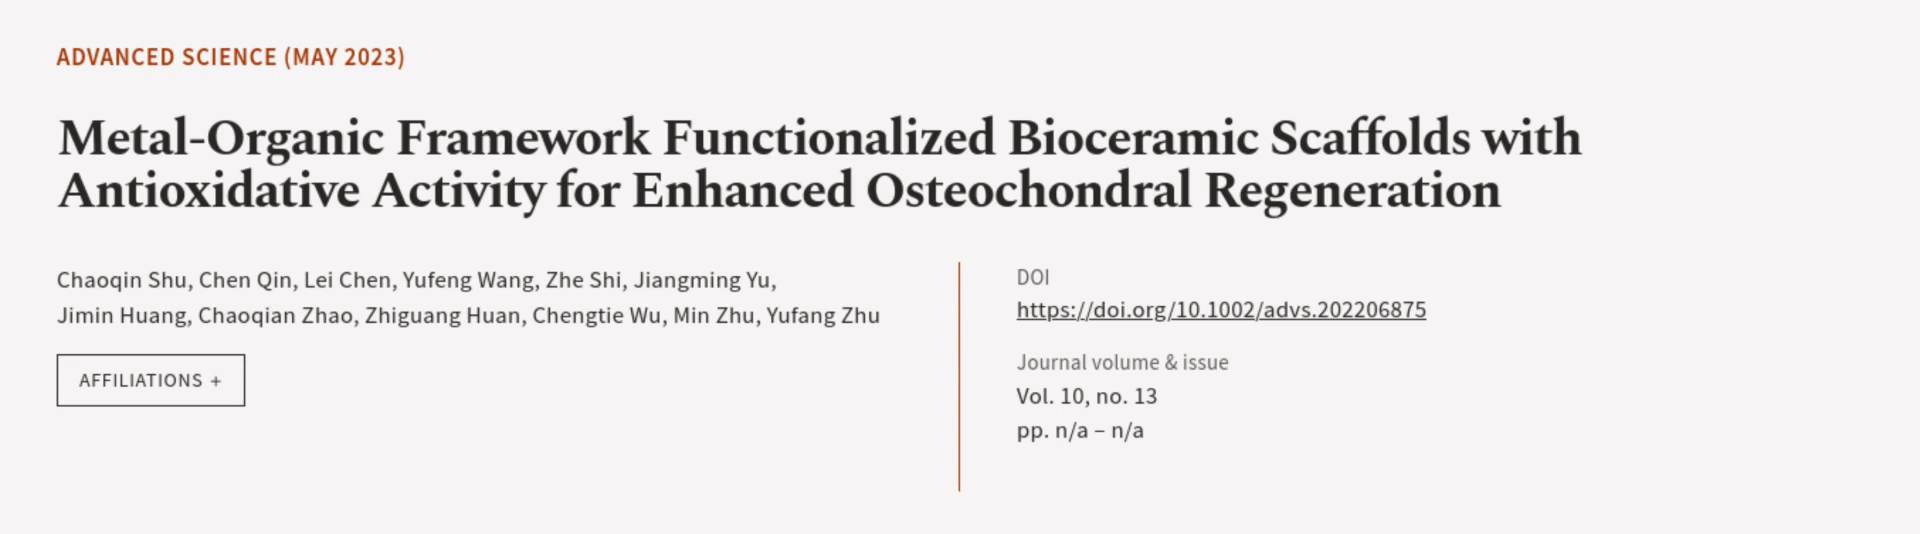 ADVANCED SCIENCE (MAY 2023)
Metal-Organic Framework Functionalized Bioceramic Scaffolds with
Antioxidative Activity for Enhanced Osteochondral Regeneration
Chaoqin Shu, Chen Qin, Lei Chen, Yufeng Wang, Zhe Shi, Jiangming Yu,
Jimin Huang, Chaoqian Zhao, Zhiguang Huan, Chengtie Wu, Min Zhu, Yufang Zhu
AFFILIATIONS +
DOI
https://doi.org/10.1002/advs.202206875
Journal volume & issue
Vol. 10, no. 13
pp. n/a – n/a